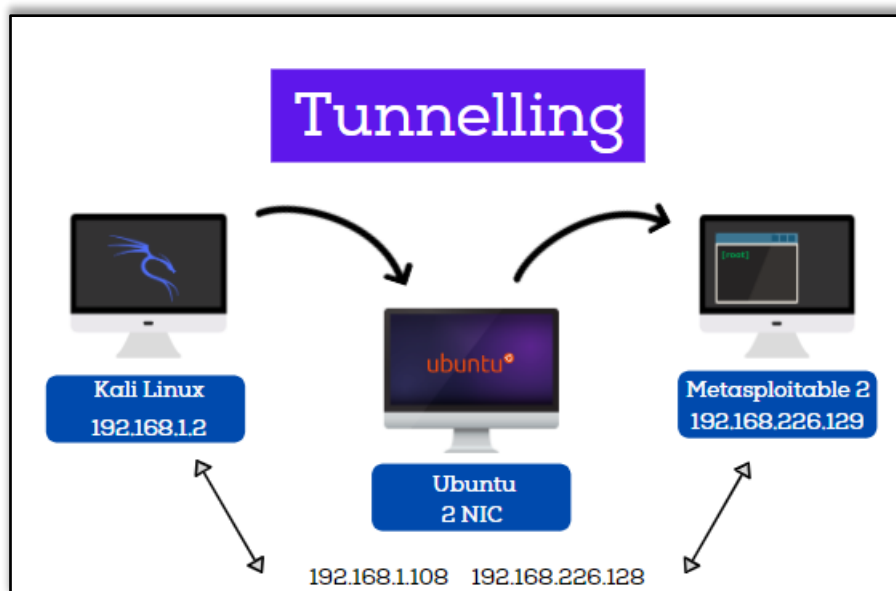 Tunnelling
[root]
ubuntu
Kali Linux
192.168.1.2
Metasploitable 2
192.168.226.129
Ubuntu
2 NIC
192.168.1.108 192.168.226.128